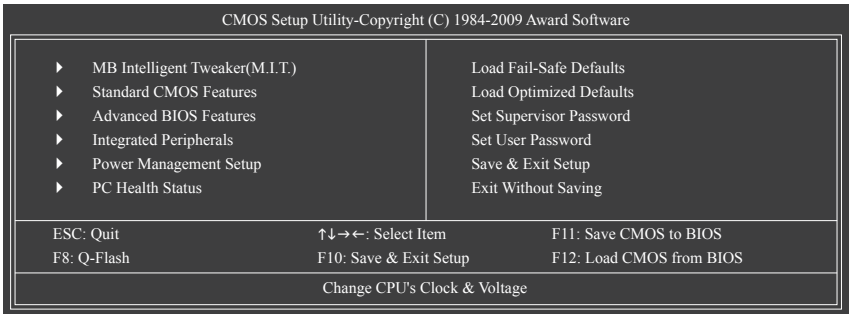 CMOS Setup Utility-Copyright (C) 1984-2009 Award Software
MB Intelligent Tweaker(M.I.T.)
Standard CMOS Features
Advanced BIOS Features
Integrated Peripherals
Power Management Setup
PC Health Status
Load Fail-Safe Defaults
Load Optimized Defaults
Set Supervisor Password
Set User Password
Save & Exit Setup
Exit Without Saving
ESC: Quit
↑↓→←: Select Item
F11: Save CMOS to BIOS
F8: Q-Flash
F10: Save & Exit Setup
F12: Load CMOS from BIOS
Change CPU's Clock & Voltage